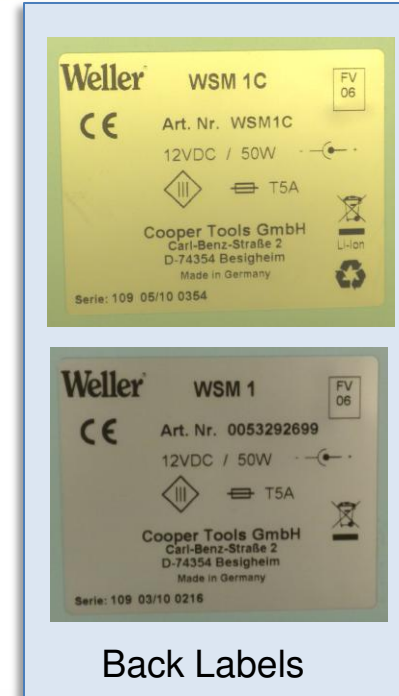 Weller WSM 1C FV
06
CE Art. Nr. WSM1C
12VDC / 50W
III T5A
Cooper Tools GmbH
Carl-Benz-Straße 2
D-74354 Besigheim
Li-Ion
Made in Germany
Serie: 109 05/10 0354
Weller WSM 1 FV
06
CE Art. Nr. 0053292699
12VDC / 50W
III T5A
Cooper Tools GmbH
Carl-Benz-Straße 2
D-74354 Besigheim
Made in Germany
Serie: 109 03/10 0216
Back Labels